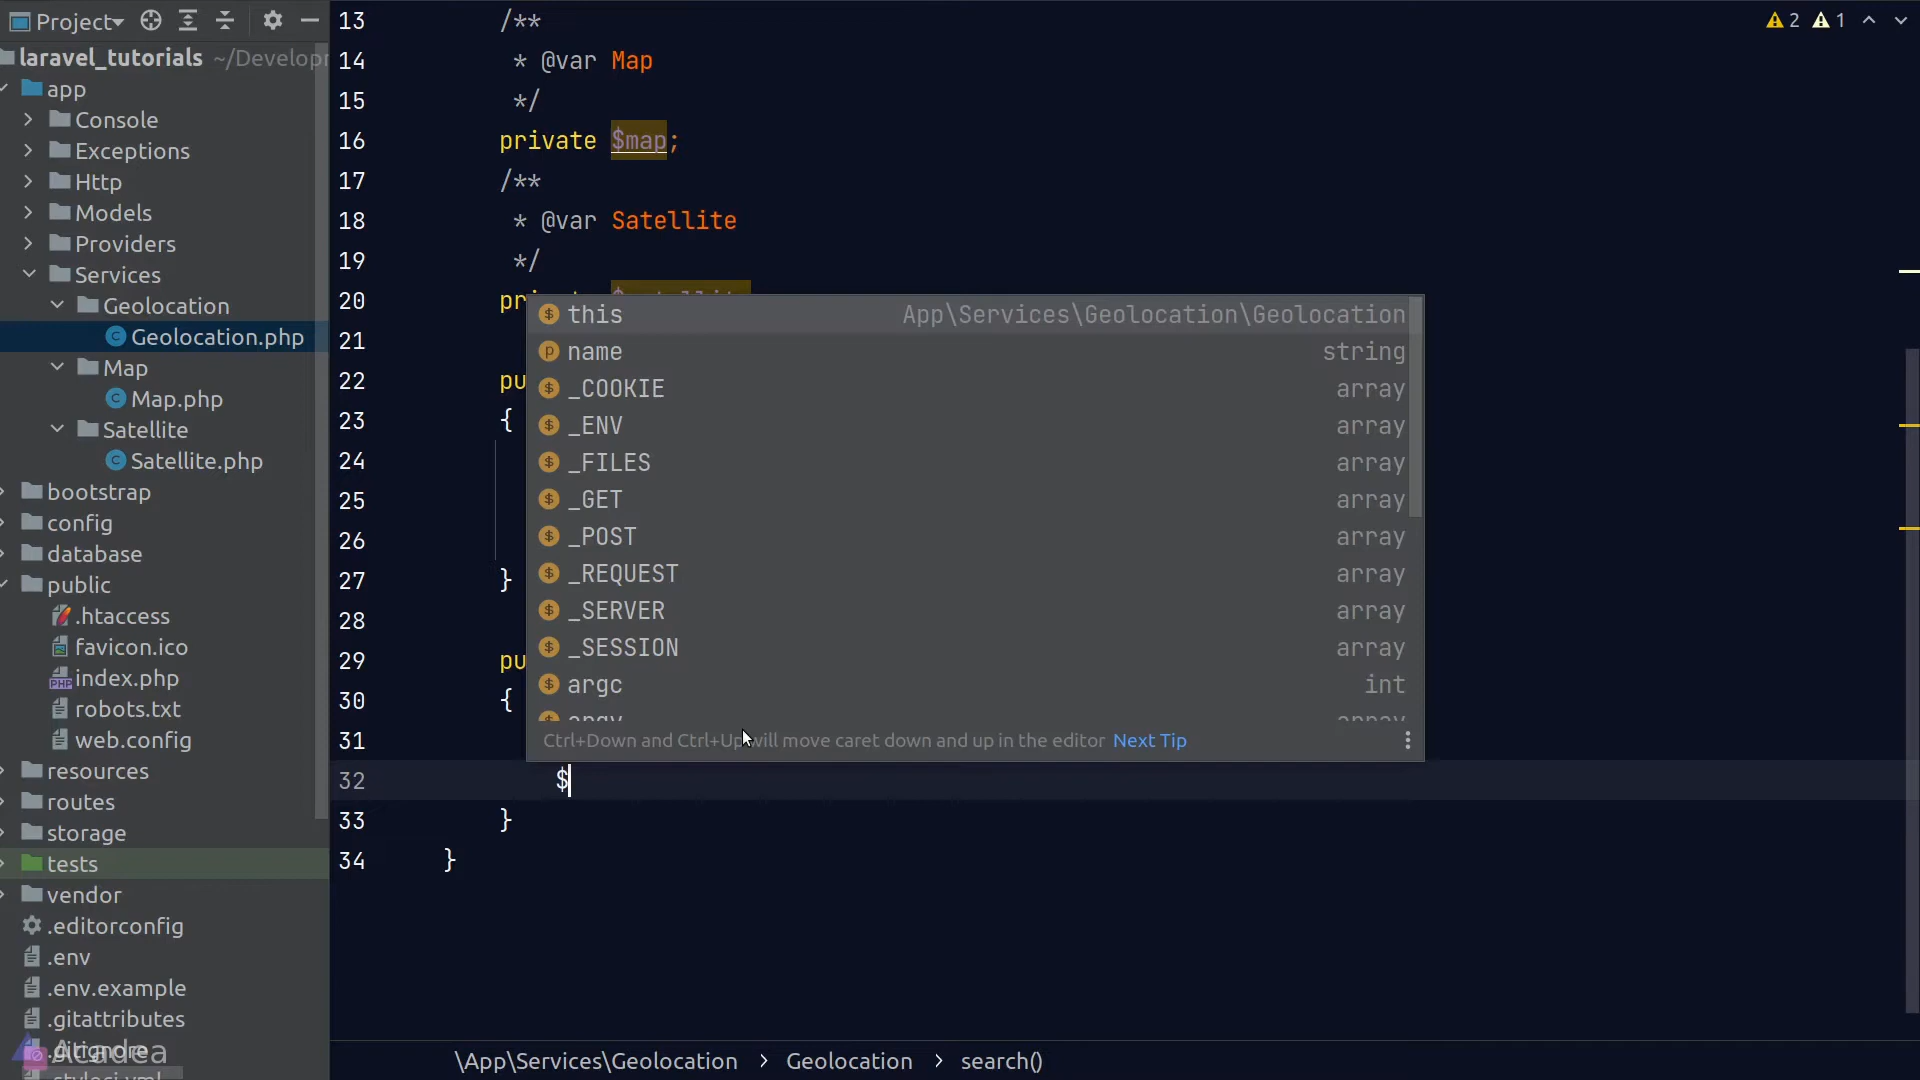 Project
laravel_tutorials ~/Develop
app
Console
Exceptions
Http
Models
Providers
Services
Geolocation
Geolocation.php
Map
Map.php
Satellite
Satellite.php
bootstrap
config
database
public
.htaccess
favicon.ico
index.php
robots.txt
web.config
resources
routes
storage
tests
vendor
.editorconfig
.env
.env.example
.gitattributes
.gitignore
Acadea
2 1
13 /**
14 * @var Map
15 */
16 private $map;
17 /**
18 * @var Satellite
19 */
20 pr
21
22 pu
23 {
24
25
26
27 }
28
29 pu
30 {
31
32 $
33 }
34 }
this App\Services\Geolocation\Geolocation
name string
_COOKIE array
_ENV array
_FILES array
_GET array
_POST array
_REQUEST array
_SERVER array
_SESSION array
argc int
argv array
Ctrl+Down and Ctrl+Up will move caret down and up in the editor Next Tip
\App\Services\Geolocation > Geolocation > search()